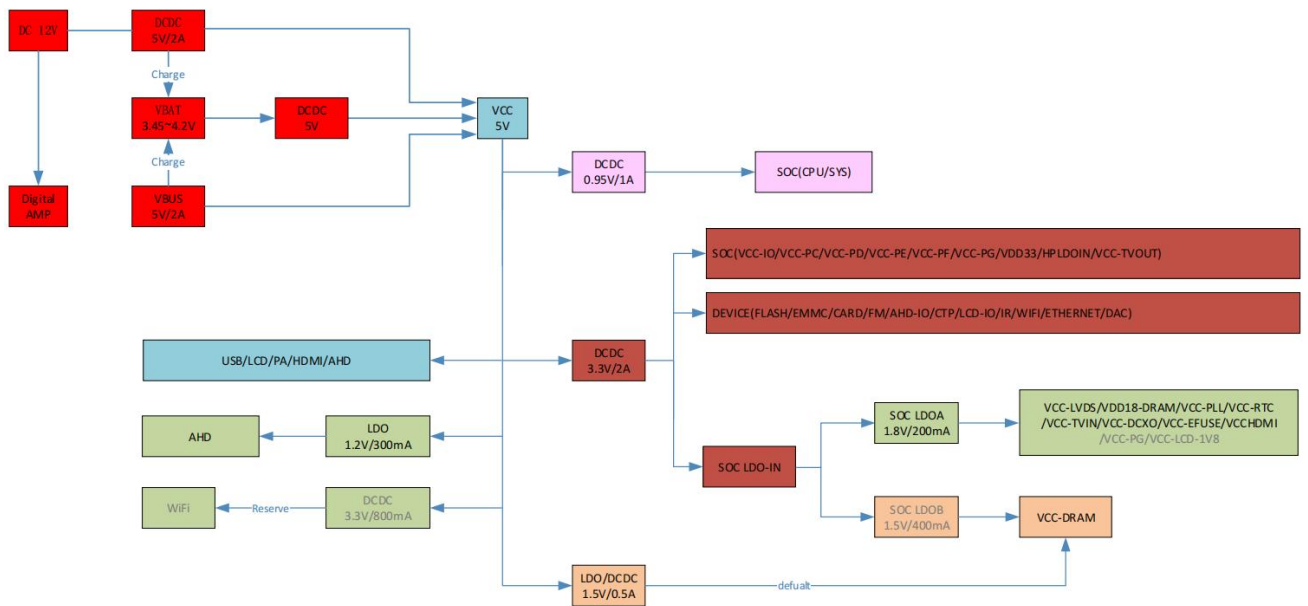 DC 12V
DCDC
5V/2A
Charge
VBAT
3.45~4.2V
DCDC
5V
VCC
5V
Charge
Digital
AMP
VBUS
5V/2A
DCDC
0.95V/1A
SOC(CPU/SYS)
SOC(VCC-IO/VCC-PC/VCC-PD/VCC-PE/VCC-PF/VCC-PG/VDD33/HPLDOIN/VCC-TVOUT)
DEVICE(FLASH/EMMC/CARD/FM/AHD-IO/CTP/LCD-IO/IR/WIFI/ETHERNET/DAC)
USB/LCD/PA/HDMI/AHD
DCDC
3.3V/2A
AHD
LDO
1.2V/300mA
SOC LDOA
1.8V/200mA
VCC-LVDS/VDD18-DRAM/VCC-PLL/VCC-RTC
/VCC-TVIN/VCC-DCXO/VCC-EFUSE/VCCHDMI
/VCC-PG/VCC-LCD-1V8
SOC LDO-IN
WiFi
Reserve
DCDC
3.3V/800mA
SOC LDOB
1.5V/400mA
VCC-DRAM
LDO/DCDC
1.5V/0.5A
defualt